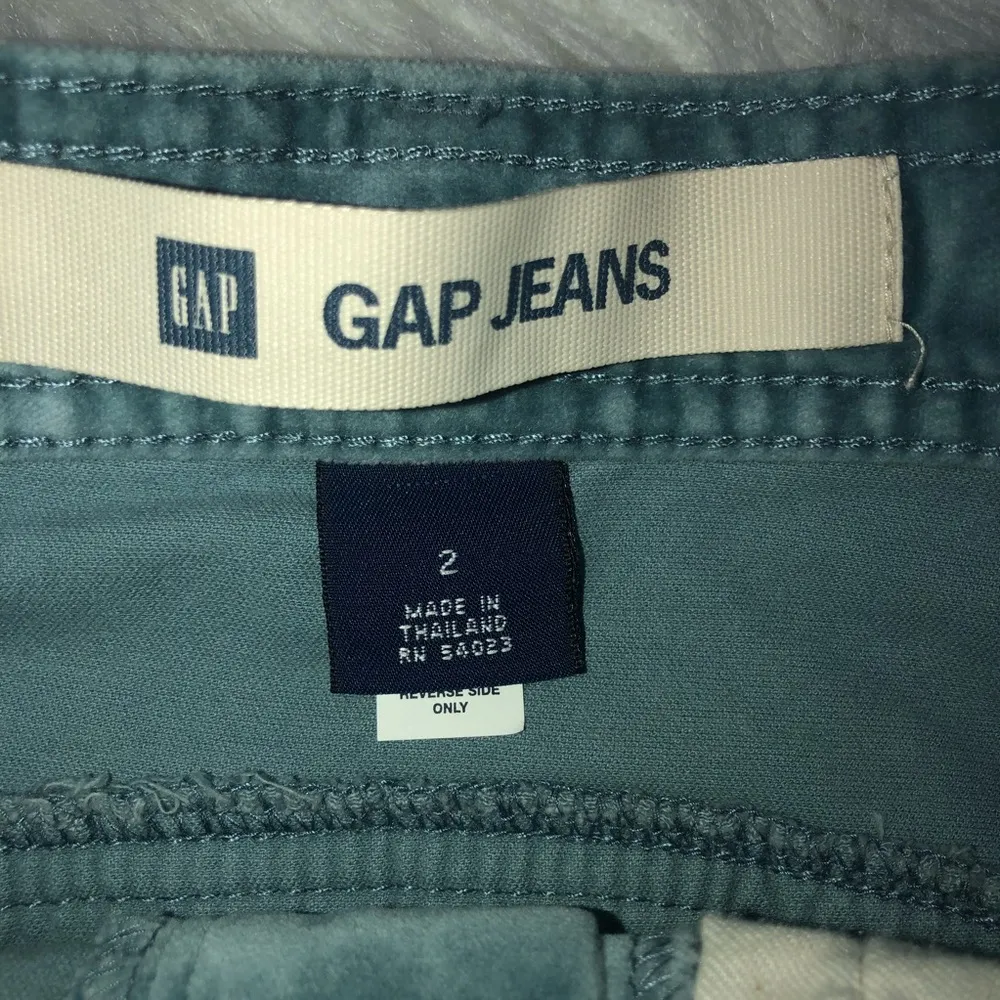 GAP GAP JEANS
2
MADE IN
THAILAND
RN 54023
REVERSE SIDE
ONLY